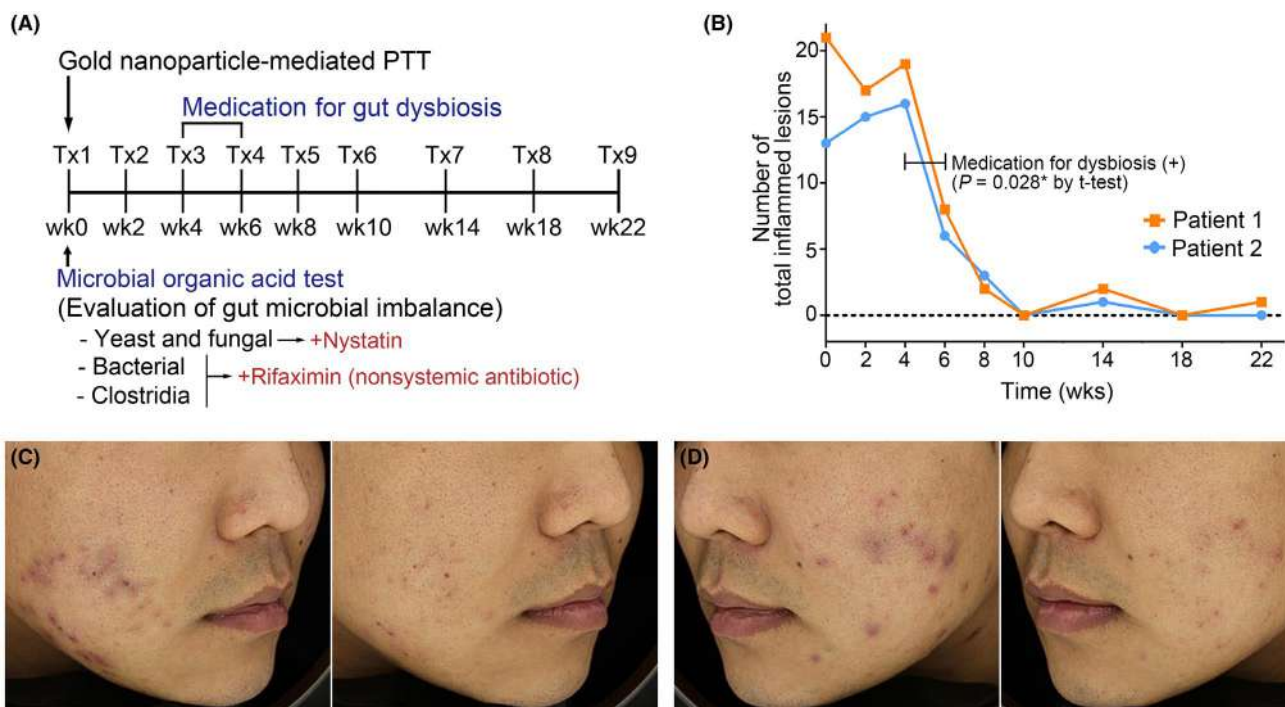 (A)
Gold nanoparticle-mediated PTT
Medication for gut dysbiosis
Tx1 Tx2 Tx3 Tx4 Tx5 Tx6 Tx7 Tx8 Tx9
wk0 wk2 wk4 wk6 wk8 wk10 wk14 wk18 wk22
Microbial organic acid test
(Evaluation of gut microbial imbalance)
- Yeast and fungal → +Nystatin
- Bacterial
+Rifaximin (nonsystemic antibiotic)
- Clostridia
(B)
Number of
total inflammed lesions
20
15
10
5
0
Medication for dysbiosis (+)
(P = 0.028* by t-test)
Patient 1
Patient 2
0 2 4 6 8 10 14 18 22
Time (wks)
(C)
(D)